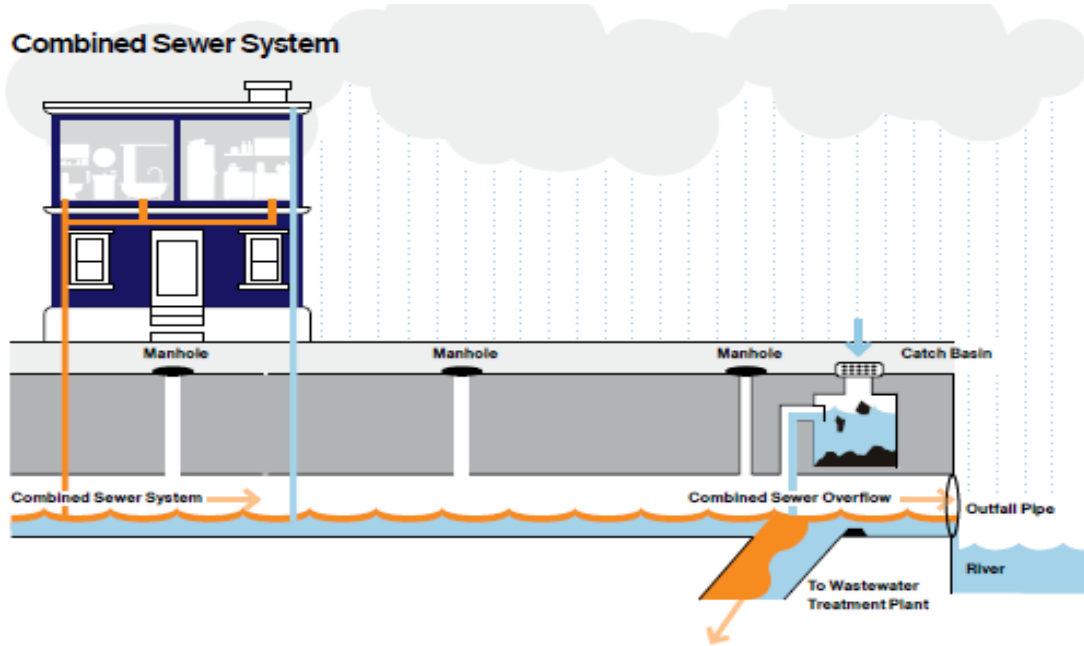 Combined Sewer System
Manhole
Manhole
Manhole
Catch Basin
Combined Sewer System
Combined Sewer Overflow
Outfall Pipe
River
To Wastewater
Treatment Plant